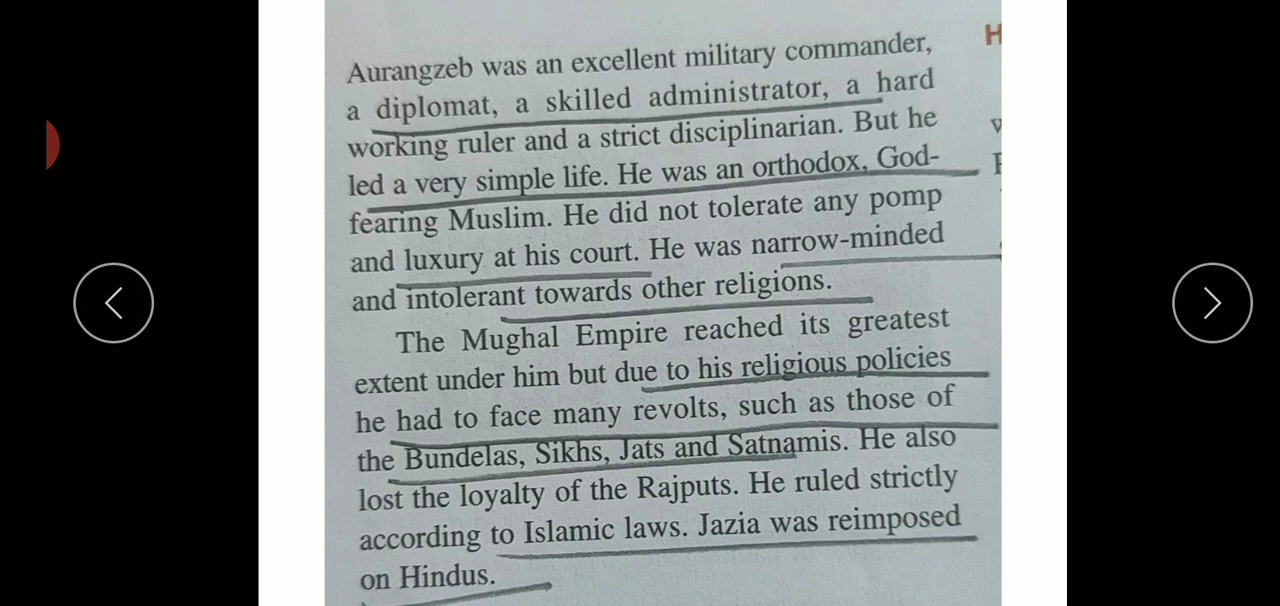 Aurangzeb was an excellent military commander,
a diplomat, a skilled administrator, a hard
working ruler and a strict disciplinarian. But he
led a very simple life. He was an orthodox, God-
fearing Muslim. He did not tolerate any pomp
and luxury at his court. He was narrow-minded
and intolerant towards other religions.
The Mughal Empire reached its greatest
extent under him but due to his religious policies
he had to face many revolts, such as those of
the Bundelas, Sikhs, Jats and Satnamis. He also
lost the loyalty of the Rajputs. He ruled strictly
according to Islamic laws. Jazia was reimposed
on Hindus.